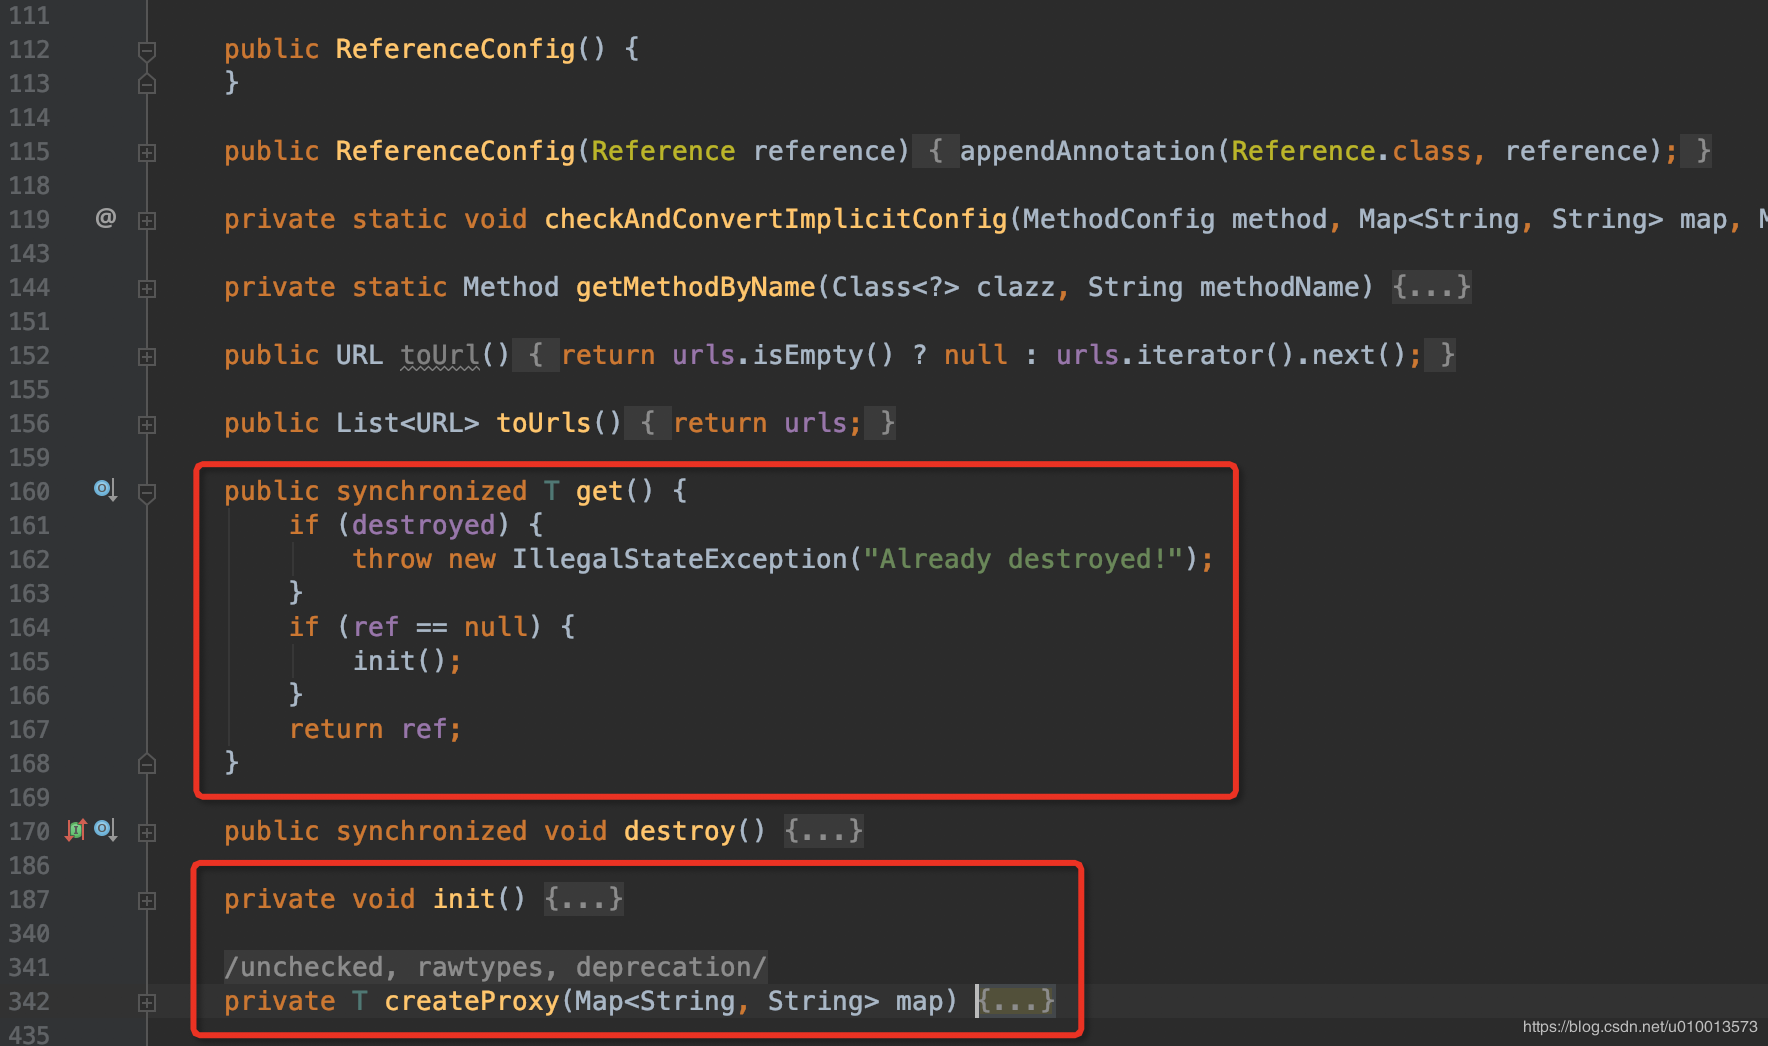 111
112 public ReferenceConfig() {
113 }
114
115 public ReferenceConfig(Reference reference) { appendAnnotation(Reference.class, reference); }
118
119 @ private static void checkAndConvertImplicitConfig(MethodConfig method, Map<String, String> map, M
143
144 private static Method getMethodByName(Class<?> clazz, String methodName) {...}
151
152 public URL toUrl() { return urls.isEmpty() ? null : urls.iterator().next(); }
155
156 public List<URL> toUrls() { return urls; }
159
160 public synchronized T get() {
161 if (destroyed) {
162 throw new IllegalStateException("Already destroyed!");
163 }
164 if (ref == null) {
165 init();
166 }
167 return ref;
168 }
169
170 public synchronized void destroy() {...}
186
187 private void init() {...}
340
341 /unchecked, rawtypes, deprecation/
342 private T createProxy(Map<String, String> map) {...}
435
https://blog.csdn.net/u010013573